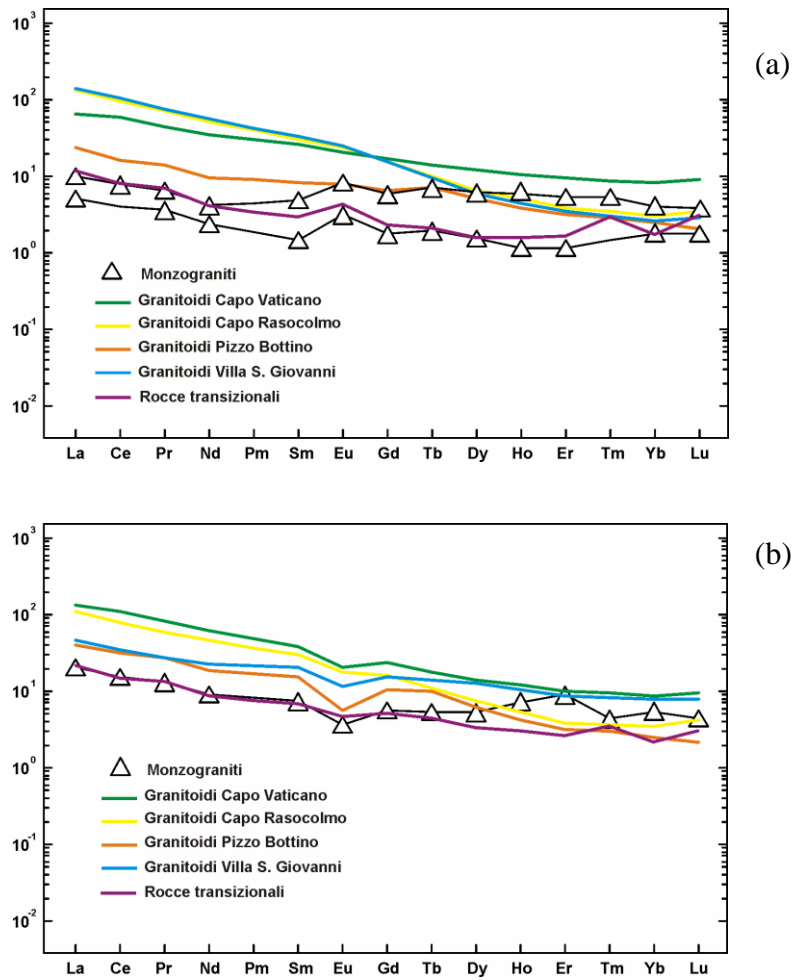 (a)
10³
10²
10¹
10⁰
10⁻¹
10⁻²
Monzograniti
Granitoidi Capo Vaticano
Granitoidi Capo Rasocolmo
Granitoidi Pizzo Bottino
Granitoidi Villa S. Giovanni
Rocce transizionali
La Ce Pr Nd Pm Sm Eu Gd Tb Dy Ho Er Tm Yb Lu
(b)
10³
10²
10¹
10⁰
10⁻¹
10⁻²
Monzograniti
Granitoidi Capo Vaticano
Granitoidi Capo Rasocolmo
Granitoidi Pizzo Bottino
Granitoidi Villa S. Giovanni
Rocce transizionali
La Ce Pr Nd Pm Sm Eu Gd Tb Dy Ho Er Tm Yb Lu